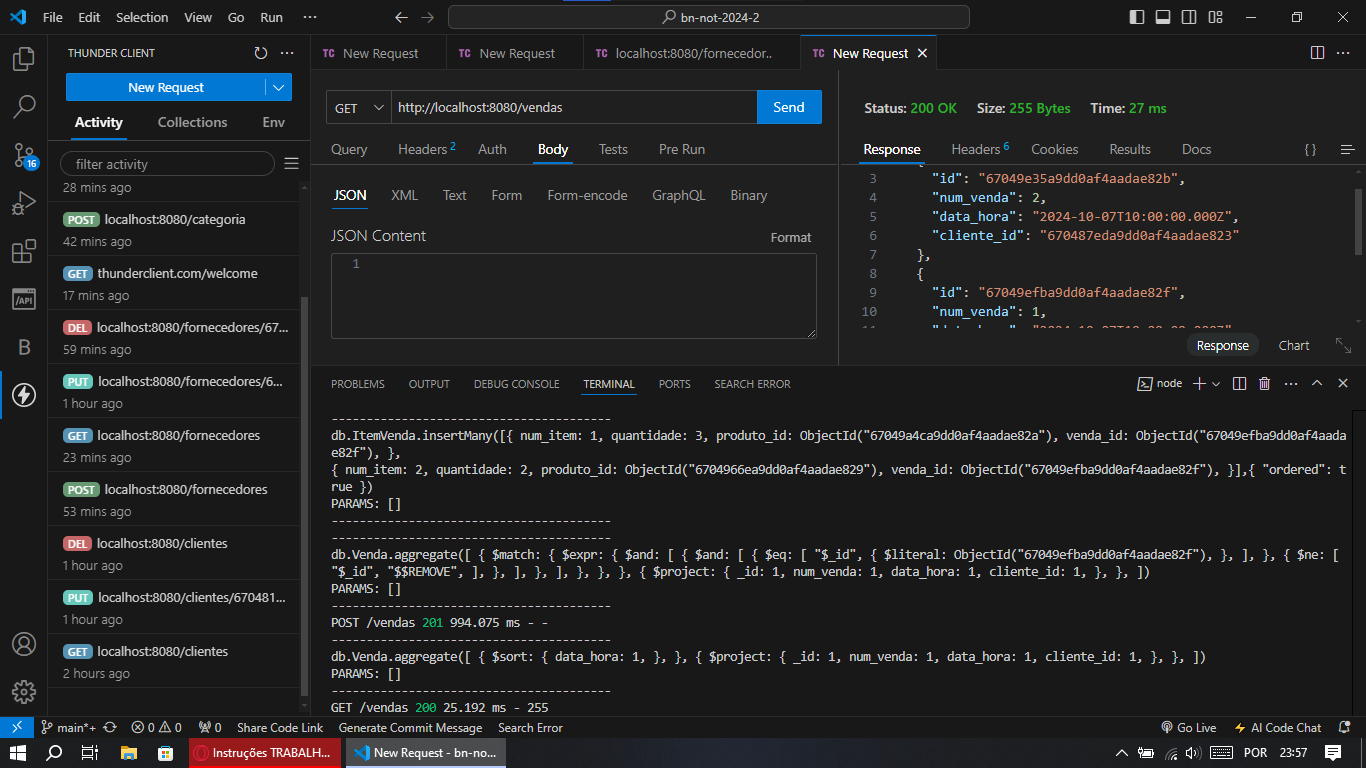 File Edit Selection View Go Run ··· bn-not-2024-2
THUNDER CLIENT
New Request
Activity Collections Env
filter activity
28 mins ago
POST localhost:8080/categoria
42 mins ago
GET thunderclient.com/welcome
17 mins ago
DEL localhost:8080/fornecedores/67...
59 mins ago
PUT localhost:8080/fornecedores/6...
1 hour ago
GET localhost:8080/fornecedores
23 mins ago
POST localhost:8080/fornecedores
53 mins ago
DEL localhost:8080/clientes
1 hour ago
PUT localhost:8080/clientes/670481...
1 hour ago
GET localhost:8080/clientes
2 hours ago
16
/API
B
TC New Request TC New Request TC localhost:8080/fornecedor.. TC New Request
GET http://localhost:8080/vendas Send
Query Headers 2 Auth Body Tests Pre Run
JSON XML Text Form Form-encode GraphQL Binary
JSON Content Format
1
Status: 200 OK Size: 255 Bytes Time: 27 ms
Response Headers 6 Cookies Results Docs { }
3 "id": "67049e35a9dd0af4aadae82b",
4 "num_venda": 2,
5 "data_hora": "2024-10-07T10:00:00.000Z",
6 "cliente_id": "670487eda9dd0af4aadae823"
7 },
8 {
9 "id": "67049efba9dd0af4aadae82f",
10 "num_venda": 1,
Response Chart
PROBLEMS OUTPUT DEBUG CONSOLE TERMINAL PORTS SEARCH ERROR node
----------------------------------------
db.ItemVenda.insertMany([{ num_item: 1, quantidade: 3, produto_id: ObjectId("67049a4ca9dd0af4aadae82a"), venda_id: ObjectId("67049efba9dd0af4aada
e82f"), },
{ num_item: 2, quantidade: 2, produto_id: ObjectId("6704966ea9dd0af4aadae829"), venda_id: ObjectId("67049efba9dd0af4aadae82f"), }],{ "ordered": t
rue })
PARAMS: []
----------------------------------------
----------------------------------------
db.Venda.aggregate([ { $match: { $expr: { $and: [ { $and: [ { $eq: [ "$_id", { $literal: ObjectId("67049efba9dd0af4aadae82f"), }, ], }, { $ne: [
"$_id", "$$REMOVE", ], }, ], }, ], }, }, }, { $project: { _id: 1, num_venda: 1, data_hora: 1, cliente_id: 1, }, }, ])
PARAMS: []
----------------------------------------
POST /vendas 201 994.075 ms - -
----------------------------------------
db.Venda.aggregate([ { $sort: { data_hora: 1, }, }, { $project: { _id: 1, num_venda: 1, data_hora: 1, cliente_id: 1, }, }, ])
PARAMS: []
----------------------------------------
GET /vendas 200 25.192 ms - 255
main*+ 0 0 0 Share Code Link Generate Commit Message Search Error Go Live AI Code Chat
Instruções TRABALH... New Request - bn-no... POR 23:57